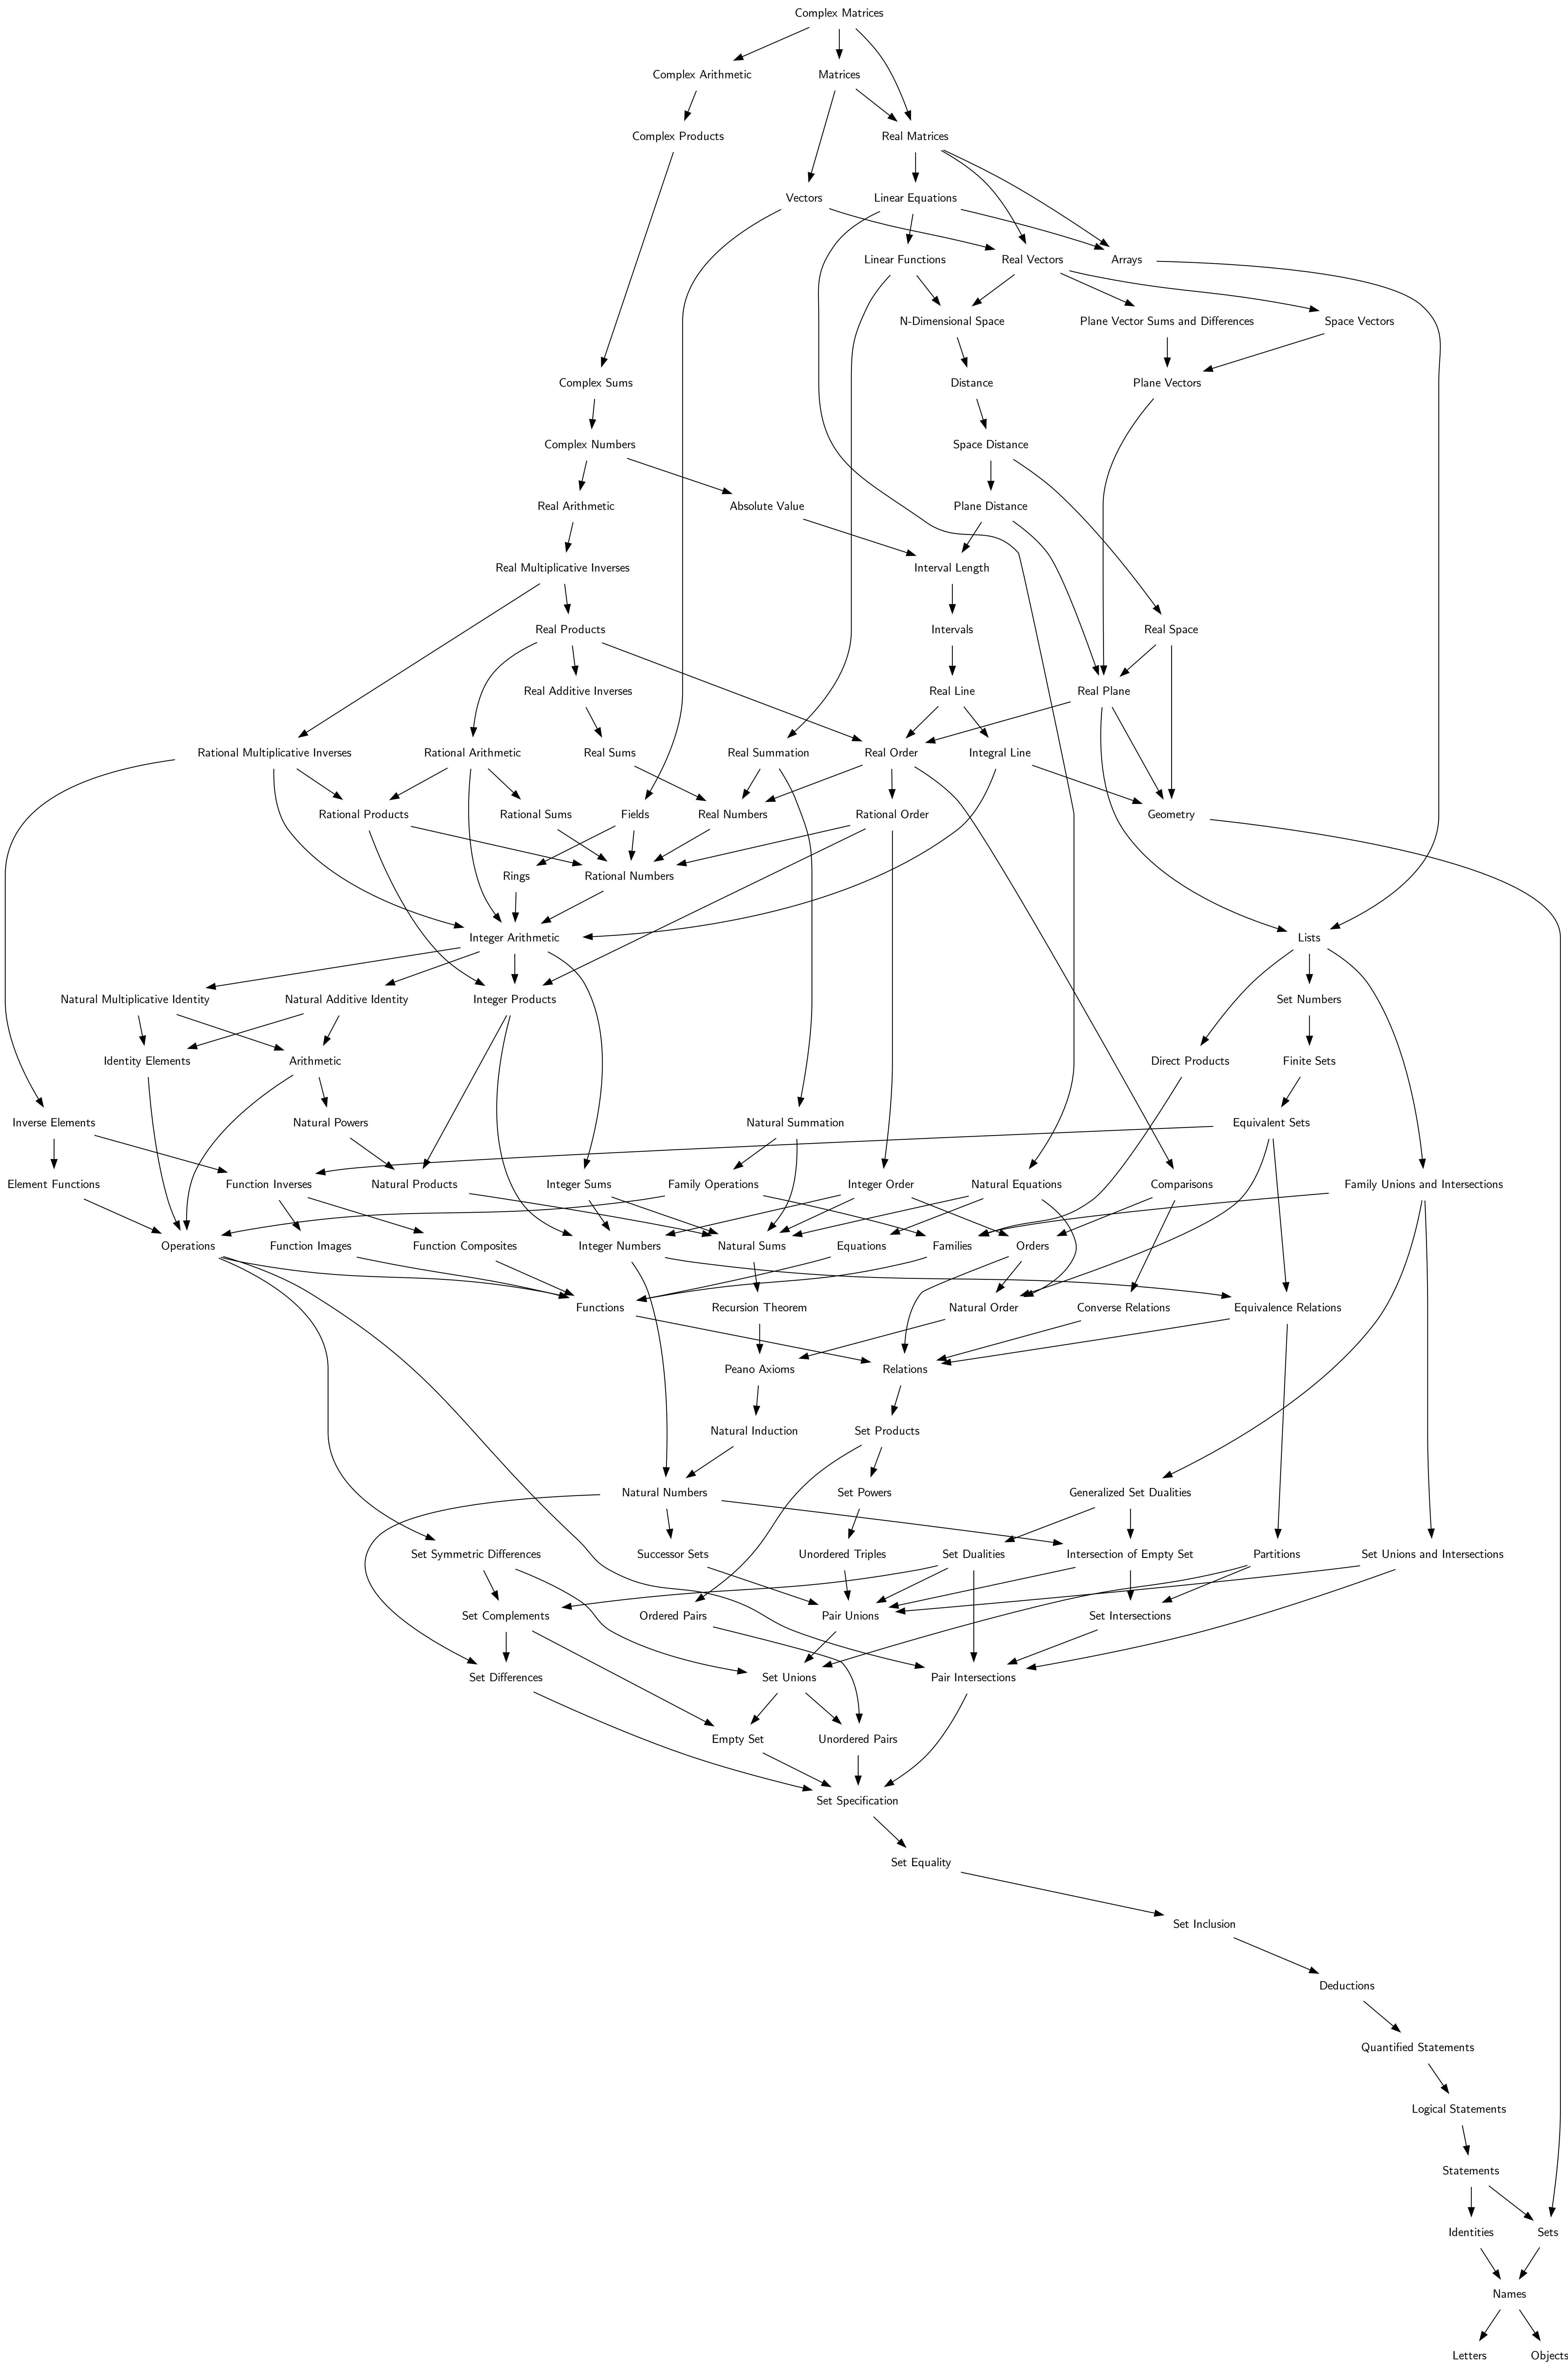 Complex Matrices
Complex Arithmetic
Matrices
Complex Products
Real Matrices
Vectors
Linear Equations
Linear Functions
Real Vectors
Arrays
N-Dimensional Space
Plane Vector Sums and Differences
Space Vectors
Complex Sums
Distance
Plane Vectors
Complex Numbers
Space Distance
Real Arithmetic
Absolute Value
Plane Distance
Real Multiplicative Inverses
Interval Length
Real Products
Intervals
Real Space
Real Additive Inverses
Real Line
Real Plane
Rational Multiplicative Inverses
Rational Arithmetic
Real Sums
Real Summation
Real Order
Integral Line
Rational Products
Rational Sums
Fields
Real Numbers
Rational Order
Geometry
Rings
Rational Numbers
Integer Arithmetic
Lists
Natural Multiplicative Identity
Natural Additive Identity
Integer Products
Set Numbers
Identity Elements
Arithmetic
Direct Products
Finite Sets
Inverse Elements
Natural Powers
Natural Summation
Equivalent Sets
Element Functions
Function Inverses
Natural Products
Integer Sums
Family Operations
Integer Order
Natural Equations
Comparisons
Family Unions and Intersections
Operations
Function Images
Function Composites
Integer Numbers
Natural Sums
Equations
Families
Orders
Functions
Recursion Theorem
Natural Order
Converse Relations
Equivalence Relations
Peano Axioms
Relations
Natural Induction
Set Products
Natural Numbers
Set Powers
Generalized Set Dualities
Set Symmetric Differences
Successor Sets
Unordered Triples
Set Dualities
Intersection of Empty Set
Partitions
Set Unions and Intersections
Set Complements
Ordered Pairs
Pair Unions
Set Intersections
Set Differences
Set Unions
Pair Intersections
Empty Set
Unordered Pairs
Set Specification
Set Equality
Set Inclusion
Deductions
Quantified Statements
Logical Statements
Statements
Identities
Sets
Names
Letters
Objects